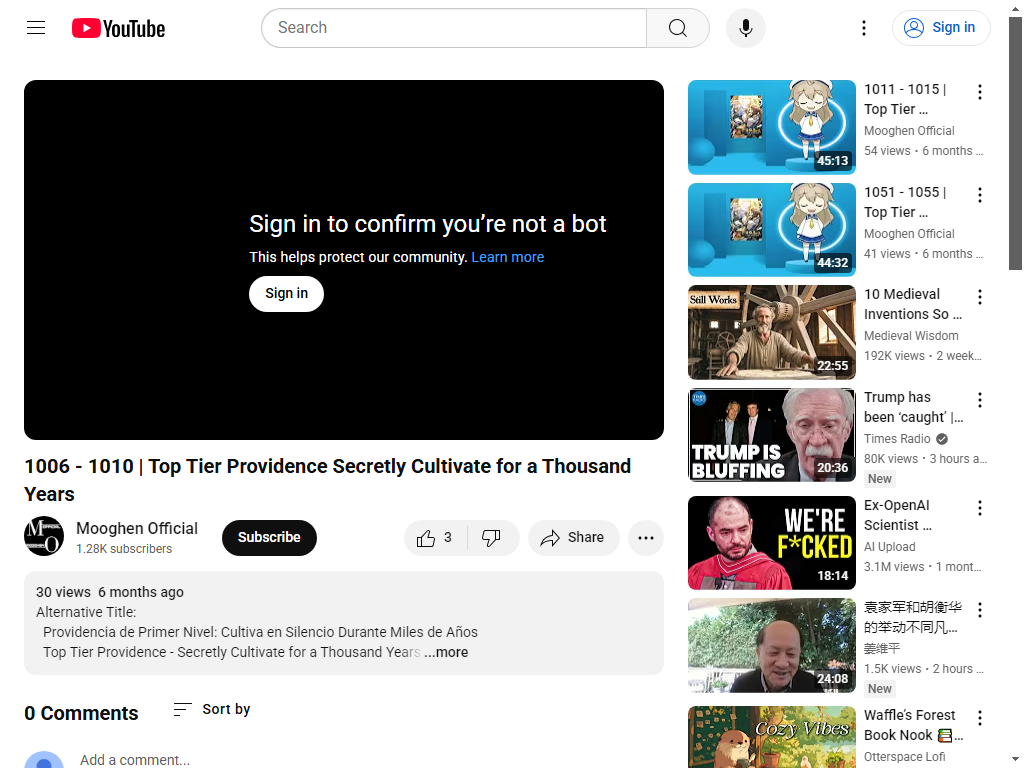 YouTube
Search
Sign in
Sign in to confirm you’re not a bot
This helps protect our community. Learn more
Sign in
1006 - 1010 | Top Tier Providence Secretly Cultivate for a Thousand
Years
Mooghen Official
1.28K subscribers
Subscribe
3
Share
30 views 6 months ago
Alternative Title:
Providencia de Primer Nivel: Cultiva en Silencio Durante Miles de Años
Top Tier Providence - Secretly Cultivate for a Thousand Years ...more
0 Comments
Sort by
Add a comment...
45:13
1011 - 1015 |
Top Tier ...
Mooghen Official
54 views • 6 months ...
44:32
1051 - 1055 |
Top Tier ...
Mooghen Official
41 views • 6 months ...
Still Works
22:55
10 Medieval
Inventions So ...
Medieval Wisdom
192K views • 2 week...
TRUMP IS
BLUFFING
20:36
Trump has
been ‘caught’ |...
Times Radio
80K views • 3 hours a...
New
WE'RE
F*CKED
18:14
Ex-OpenAI
Scientist ...
AI Upload
3.1M views • 1 mont...
24:08
袁家军和胡衡华
的举动不同凡...
姜维平
1.5K views • 2 hours ...
New
Cozy Vibes
Waffle’s Forest
Book Nook 📚...
Otterspace Lofi